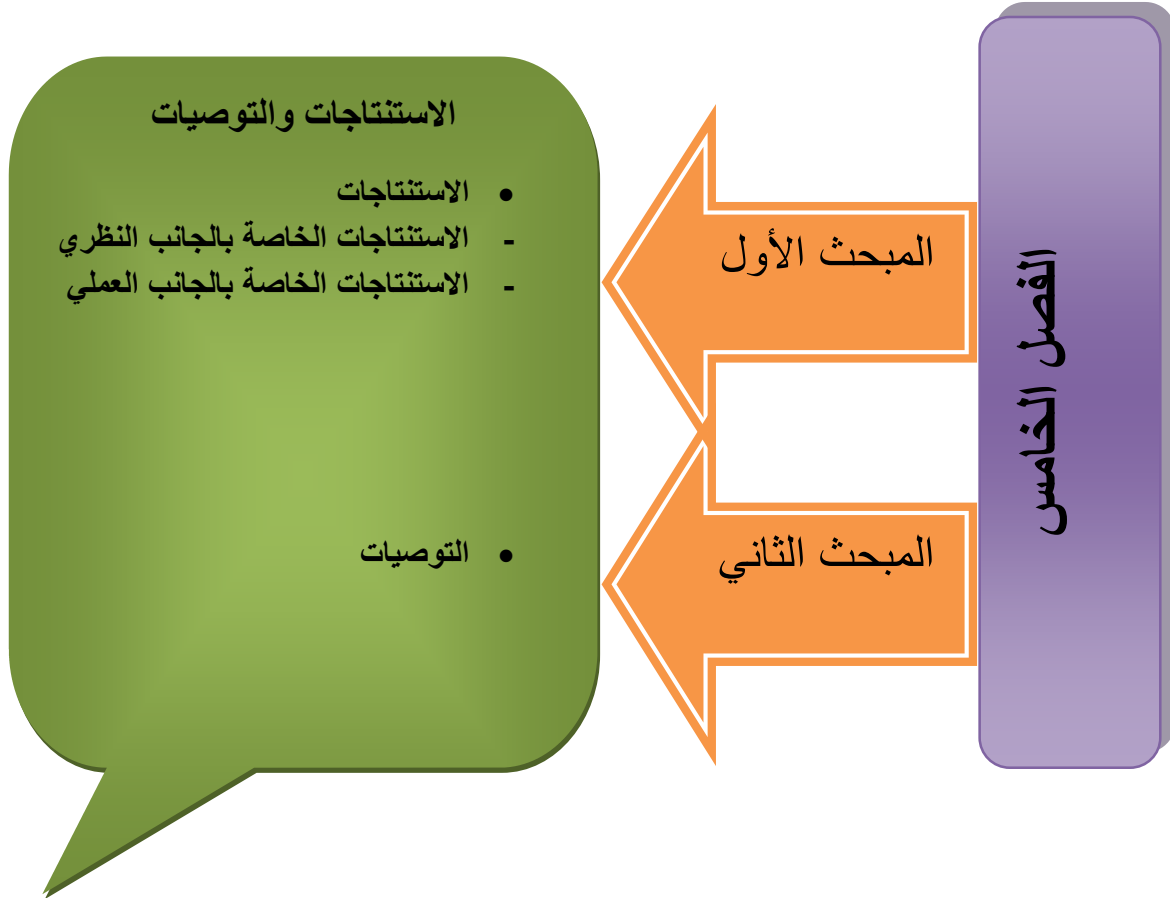 الفصل الخامس
المبحث الأول
الاستنتاجات والتوصيات
• الاستنتاجات
- الاستنتاجات الخاصة بالجانب النظري
- الاستنتاجات الخاصة بالجانب العملي
المبحث الثاني
• التوصيات